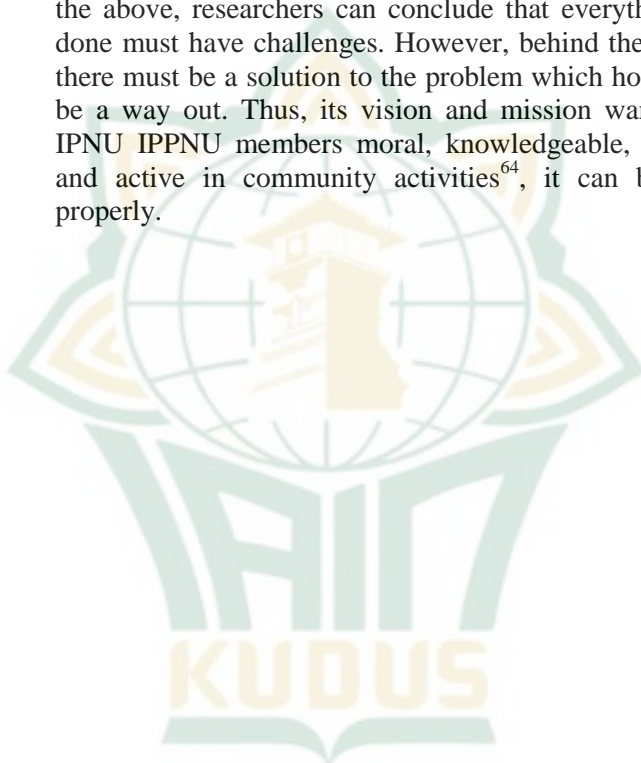 the above, researchers can conclude that everyth
done must have challenges. However, behind the
there must be a solution to the problem which ho
be a way out. Thus, its vision and mission war
IPNU IPPNU members moral, knowledgeable,
and active in community activities64, it can b
properly.
IAIN
KUDUS